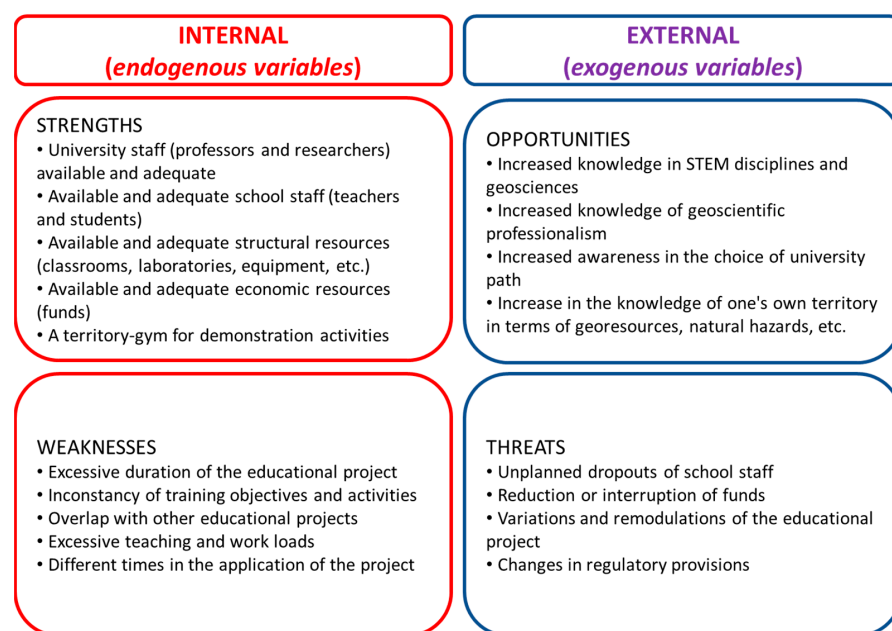 INTERNAL
(endogenous variables)
EXTERNAL
(exogenous variables)
STRENGTHS
• University staff (professors and researchers)
available and adequate
• Available and adequate school staff (teachers
and students)
• Available and adequate structural resources
(classrooms, laboratories, equipment, etc.)
• Available and adequate economic resources
(funds)
• A territory-gym for demonstration activities
OPPORTUNITIES
• Increased knowledge in STEM disciplines and
geosciences
• Increased knowledge of geoscientific
professionalism
• Increased awareness in the choice of university
path
• Increase in the knowledge of one's own territory
in terms of georesources, natural hazards, etc.
WEAKNESSES
• Excessive duration of the educational project
• Inconstancy of training objectives and activities
• Overlap with other educational projects
• Excessive teaching and work loads
• Different times in the application of the project
THREATS
• Unplanned dropouts of school staff
• Reduction or interruption of funds
• Variations and remodulations of the educational
project
• Changes in regulatory provisions